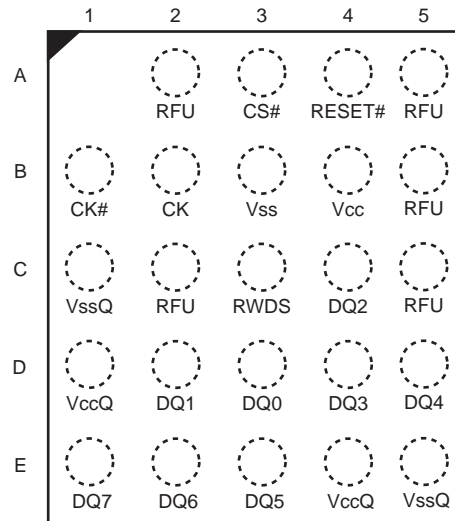 1 2 3 4 5
A
RFU CS# RESET# RFU
B
CK# CK Vss Vcc RFU
C
VssQ RFU RWDS DQ2 RFU
D
VccQ DQ1 DQ0 DQ3 DQ4
E
DQ7 DQ6 DQ5 VccQ VssQ